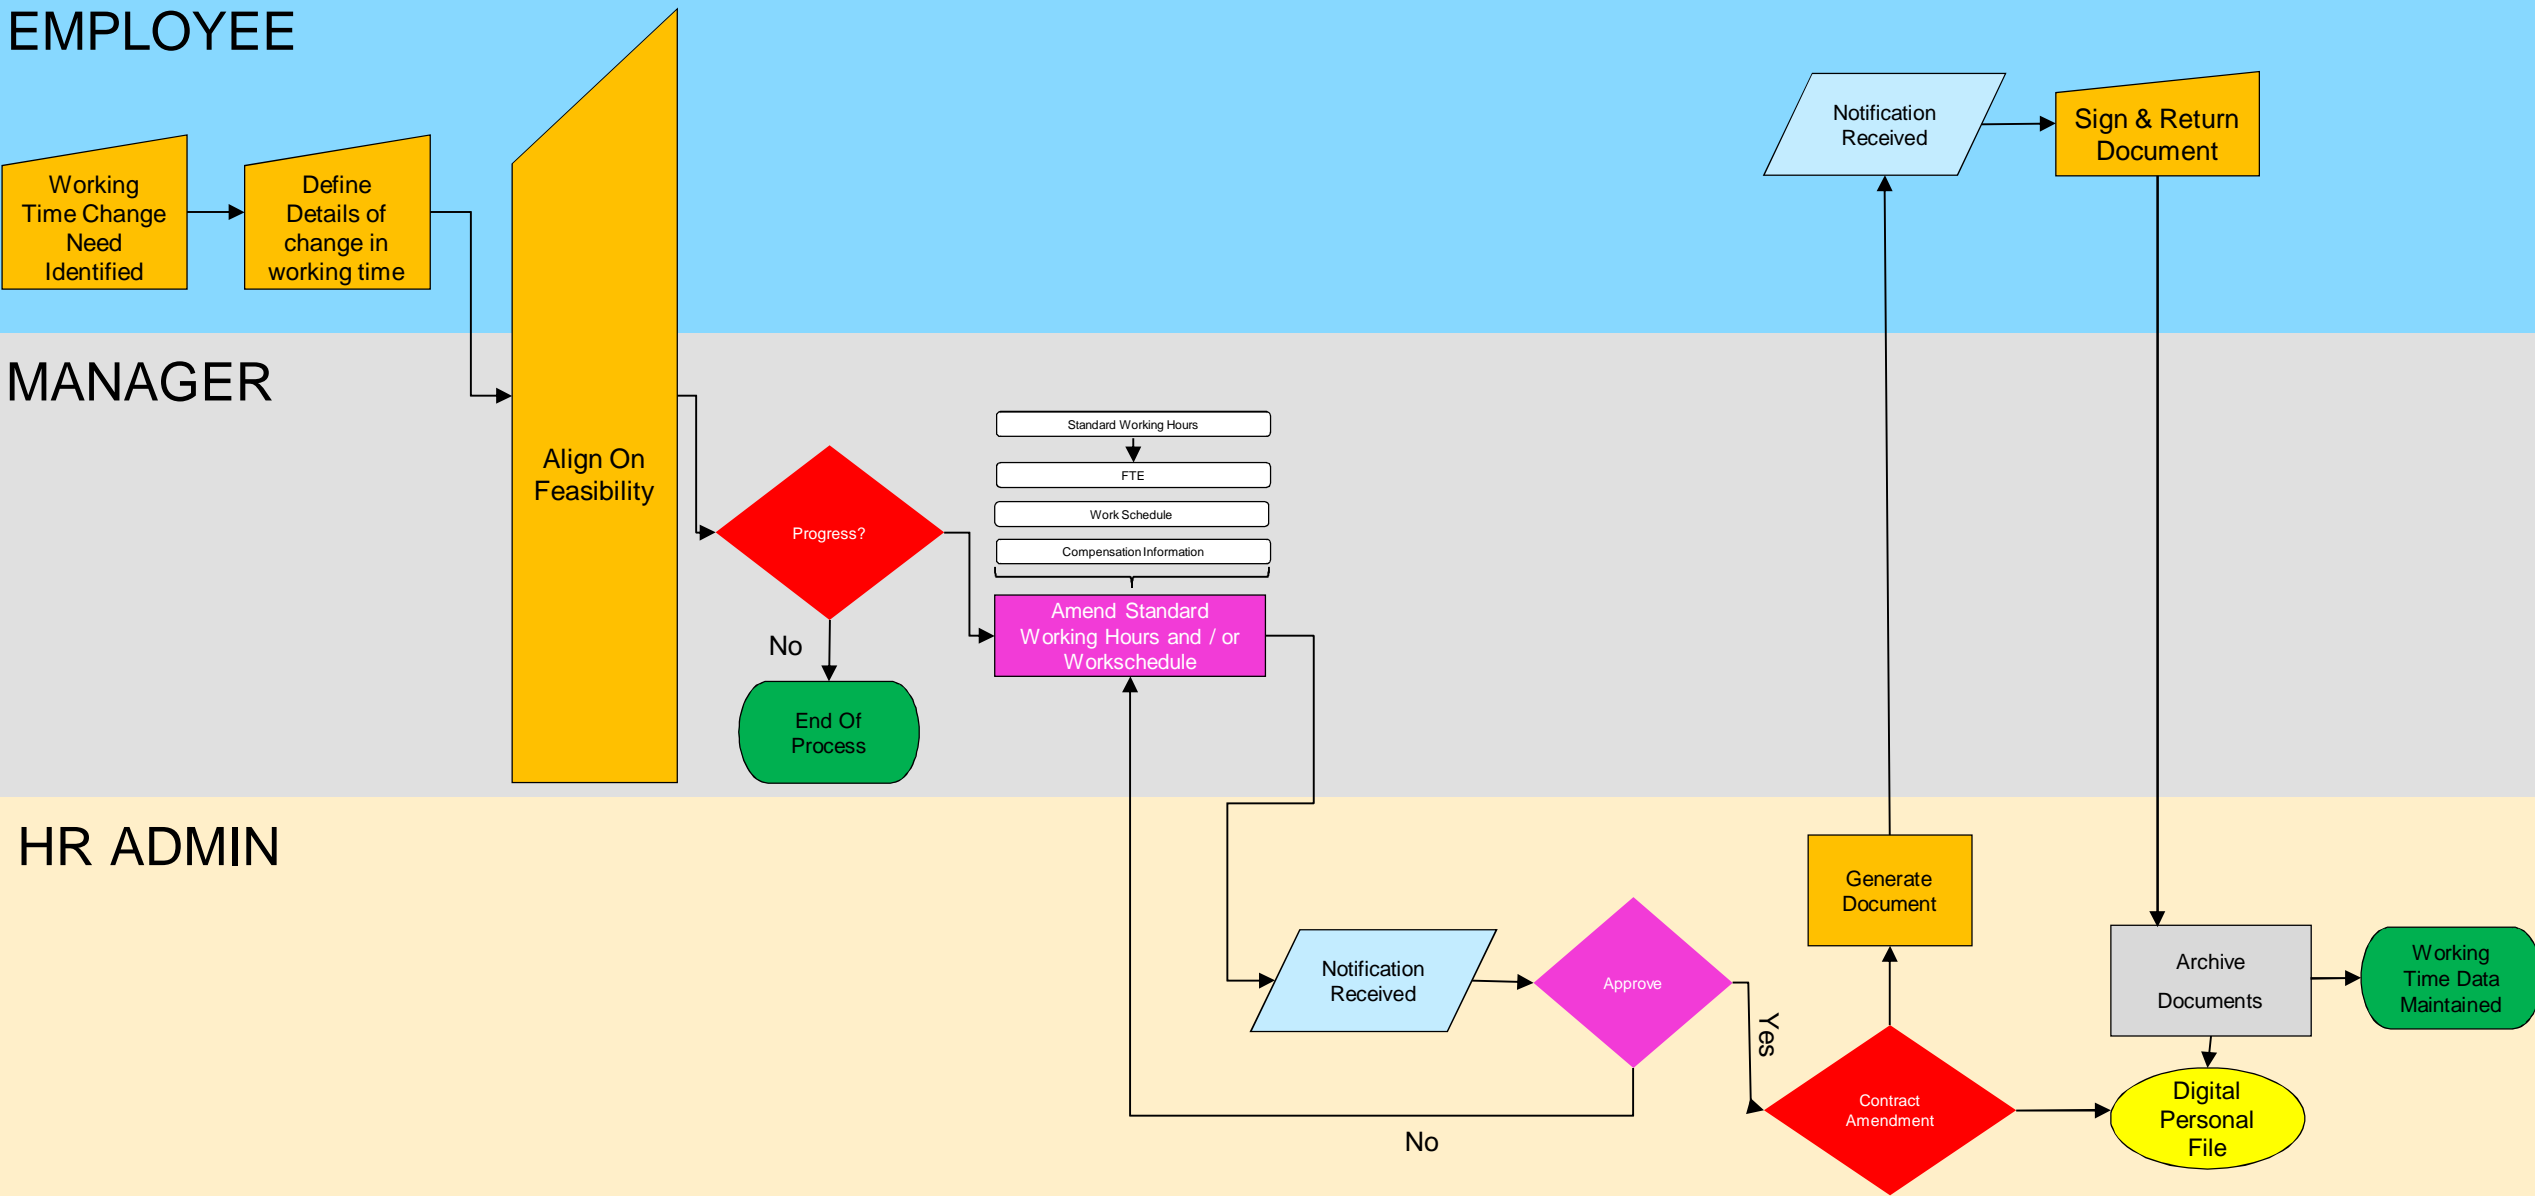 EMPLOYEE
Working
Time Change
Need
Identified
Define
Details of
change in
working time
Notification
Received
Sign & Return
Document
MANAGER
Align On
Feasibility
Progress?
No
End Of
Process
Standard Working Hours
FTE
Work Schedule
Compensation Information
Amend Standard
Working Hours and / or
Workschedule
HR ADMIN
Notification
Received
Approve
Yes
No
Contract
Amendment
Generate
Document
Archive
Documents
Working
Time Data
Maintained
Digital
Personal
File